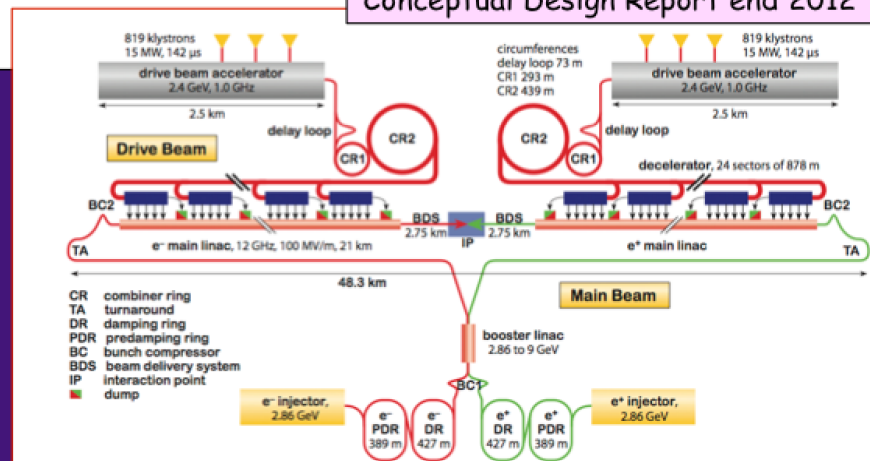 Conceptual Design Report end 2012
819 klystrons
15 MW, 142 µs
drive beam accelerator
2.4 GeV, 1.0 GHz
2.5 km
circumferences
delay loop 73 m
CR1 293 m
CR2 439 m
819 klystrons
15 MW, 142 µs
drive beam accelerator
2.4 GeV, 1.0 GHz
2.5 km
delay loop
CR1
CR2
CR2
CR1
delay loop
Drive Beam
decelerator, 24 sectors of 878 m
BC2
BC2
BDS
2.75 km
IP
BDS
2.75 km
e⁻ main linac, 12 GHz, 100 MV/m, 21 km
e⁺ main linac
TA
TA
48.3 km
Main Beam
CR combiner ring
TA turnaround
DR damping ring
PDR predamping ring
BC bunch compressor
BDS beam delivery system
IP interaction point
dump
booster linac
2.86 to 9 GeV
BC1
e⁻ injector,
2.86 GeV
e⁻
PDR
389 m
e⁻
DR
427 m
e⁺
DR
427 m
e⁺
PDR
389 m
e⁺ injector,
2.86 GeV